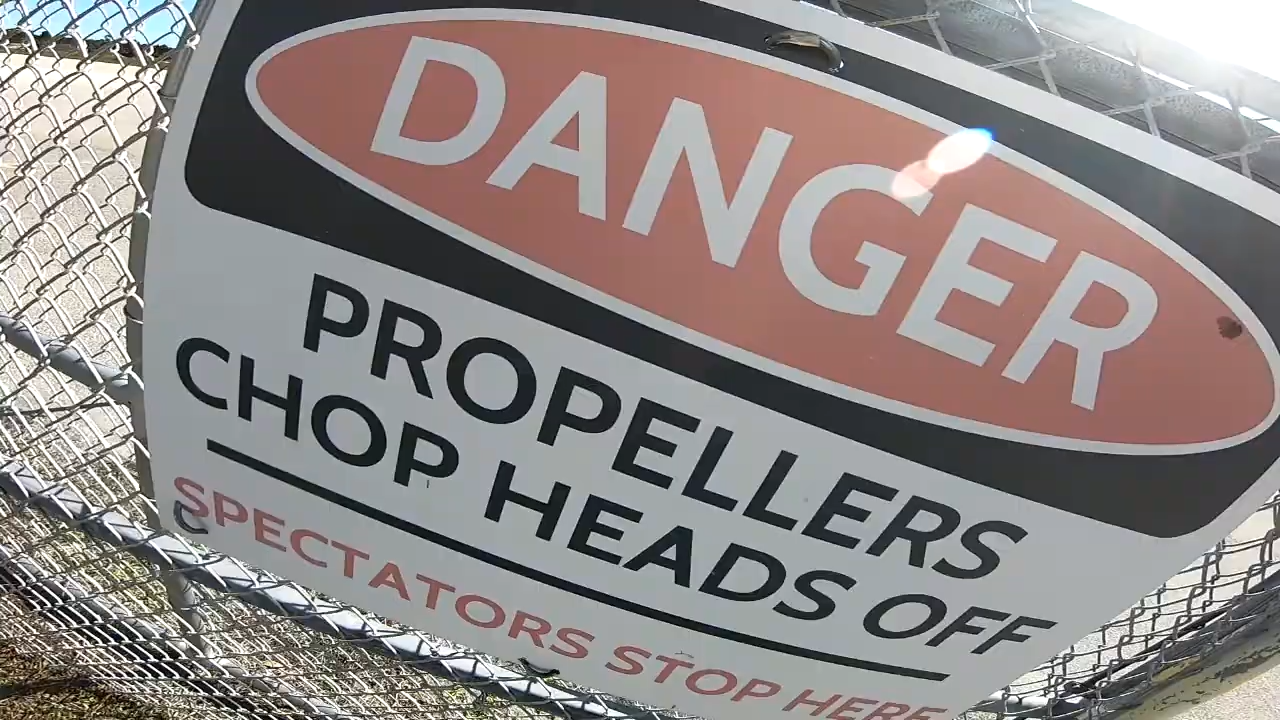 DANGER
PROPELLERS
CHOP HEADS OFF
SPECTATORS STOP HERE